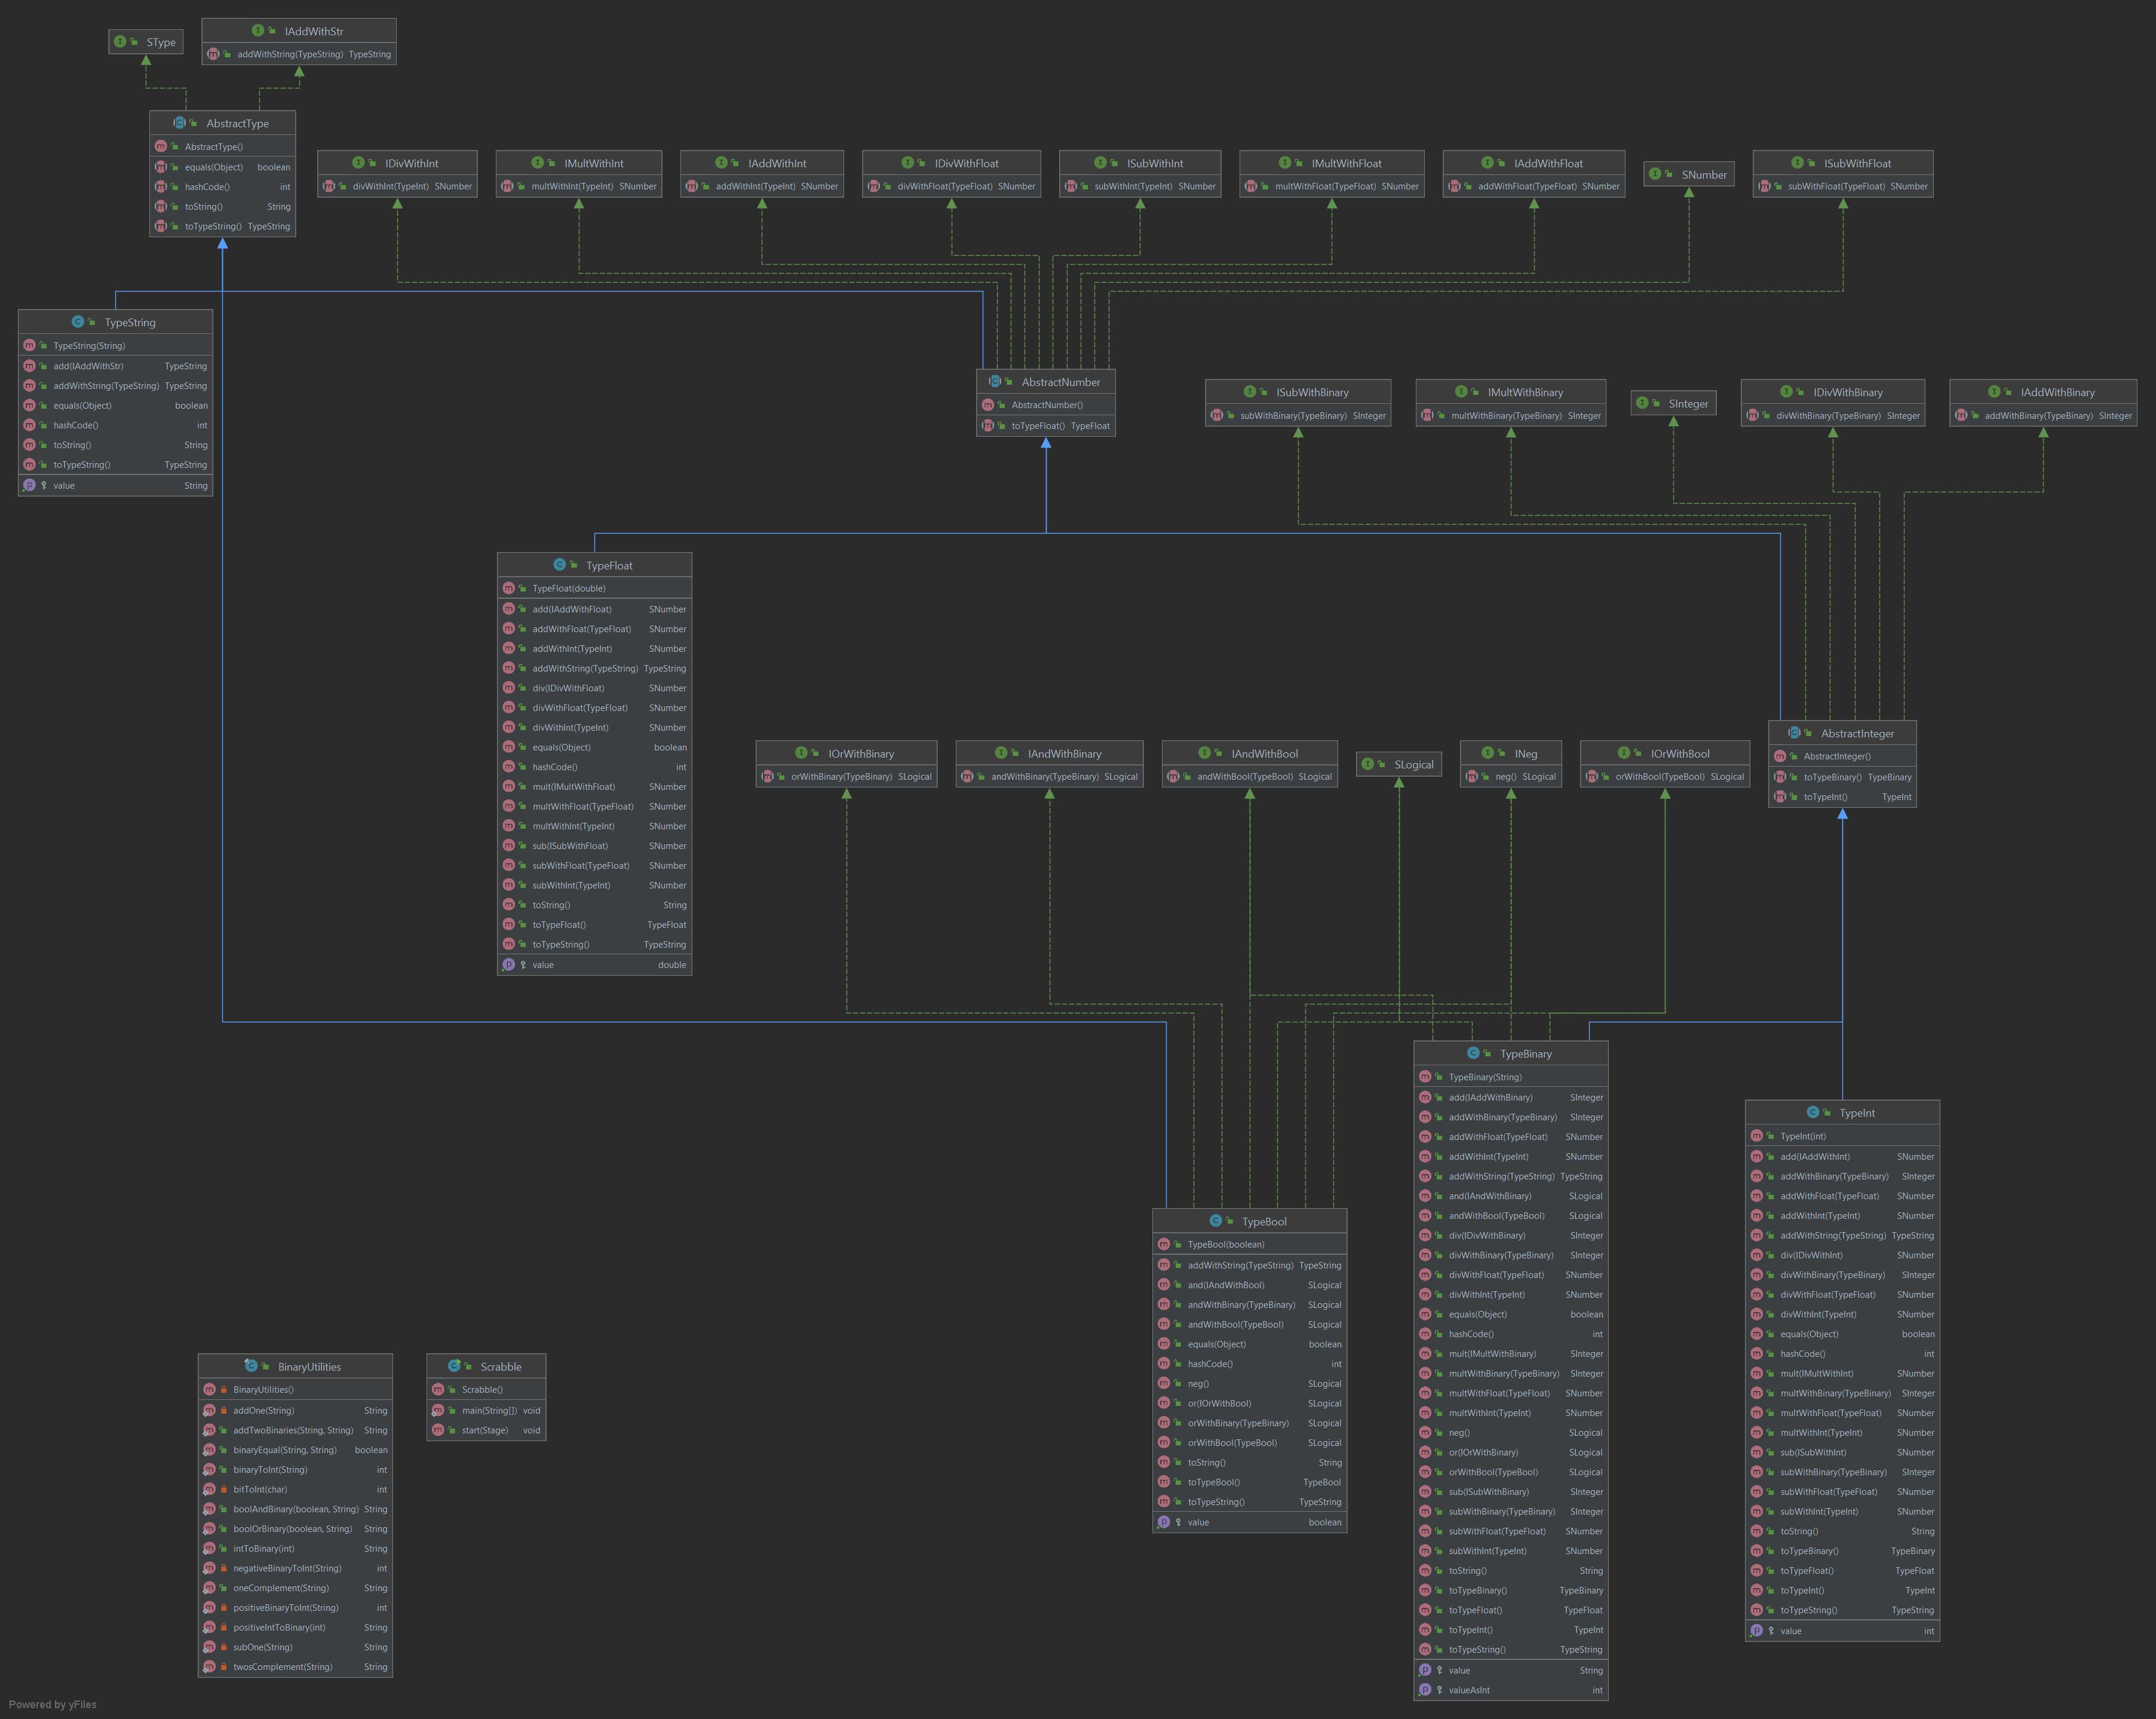 SType
IAddWithStr
addWithString(TypeString) TypeString
AbstractType
AbstractType()
equals(Object) boolean
hashCode() int
toString() String
toTypeString() TypeString
IDivWithInt
divWithInt(TypeInt) SNumber
IMultWithInt
multWithInt(TypeInt) SNumber
IAddWithInt
addWithInt(TypeInt) SNumber
IDivWithFloat
divWithFloat(TypeFloat) SNumber
ISubWithInt
subWithInt(TypeInt) SNumber
IMultWithFloat
multWithFloat(TypeFloat) SNumber
IAddWithFloat
addWithFloat(TypeFloat) SNumber
SNumber
ISubWithFloat
subWithFloat(TypeFloat) SNumber
TypeString
TypeString(String)
add(IAddWithStr) TypeString
addWithString(TypeString) TypeString
equals(Object) boolean
hashCode() int
toString() String
toTypeString() TypeString
value String
AbstractNumber
AbstractNumber()
toTypeFloat() TypeFloat
ISubWithBinary
subWithBinary(TypeBinary) SInteger
IMultWithBinary
multWithBinary(TypeBinary) SInteger
SInteger
IDivWithBinary
divWithBinary(TypeBinary) SInteger
IAddWithBinary
addWithBinary(TypeBinary) SInteger
TypeFloat
TypeFloat(double)
add(IAddWithFloat) SNumber
addWithFloat(TypeFloat) SNumber
addWithInt(TypeInt) SNumber
addWithString(TypeString) TypeString
div(IDivWithFloat) SNumber
divWithFloat(TypeFloat) SNumber
divWithInt(TypeInt) SNumber
equals(Object) boolean
hashCode() int
mult(IMultWithFloat) SNumber
multWithFloat(TypeFloat) SNumber
multWithInt(TypeInt) SNumber
sub(ISubWithFloat) SNumber
subWithFloat(TypeFloat) SNumber
subWithInt(TypeInt) SNumber
toString() String
toTypeFloat() TypeFloat
toTypeString() TypeString
value double
IOrWithBinary
orWithBinary(TypeBinary) SLogical
IAndWithBinary
andWithBinary(TypeBinary) SLogical
IAndWithBool
andWithBool(TypeBool) SLogical
SLogical
INeg
neg() SLogical
IOrWithBool
orWithBool(TypeBool) SLogical
AbstractInteger
AbstractInteger()
toTypeBinary() TypeBinary
toTypeInt() TypeInt
TypeBinary
TypeBinary(String)
add(IAddWithBinary) SInteger
addWithBinary(TypeBinary) SInteger
addWithFloat(TypeFloat) SNumber
addWithInt(TypeInt) SNumber
addWithString(TypeString) TypeString
and(IAndWithBinary) SLogical
andWithBool(TypeBool) SLogical
div(IDivWithBinary) SInteger
divWithBinary(TypeBinary) SInteger
divWithFloat(TypeFloat) SNumber
divWithInt(TypeInt) SNumber
equals(Object) boolean
hashCode() int
mult(IMultWithBinary) SInteger
multWithBinary(TypeBinary) SInteger
multWithFloat(TypeFloat) SNumber
multWithInt(TypeInt) SNumber
neg() SLogical
or(IOrWithBinary) SLogical
orWithBool(TypeBool) SLogical
sub(ISubWithBinary) SInteger
subWithBinary(TypeBinary) SInteger
subWithFloat(TypeFloat) SNumber
subWithInt(TypeInt) SNumber
toString() String
toTypeBinary() TypeBinary
toTypeFloat() TypeFloat
toTypeInt() TypeInt
toTypeString() TypeString
value String
valueAsInt int
TypeInt
TypeInt(int)
add(IAddWithInt) SNumber
addWithBinary(TypeBinary) SInteger
addWithFloat(TypeFloat) SNumber
addWithInt(TypeInt) SNumber
addWithString(TypeString) TypeString
div(IDivWithInt) SNumber
divWithBinary(TypeBinary) SInteger
divWithFloat(TypeFloat) SNumber
divWithInt(TypeInt) SNumber
equals(Object) boolean
hashCode() int
mult(IMultWithInt) SNumber
multWithBinary(TypeBinary) SInteger
multWithFloat(TypeFloat) SNumber
multWithInt(TypeInt) SNumber
sub(ISubWithInt) SNumber
subWithBinary(TypeBinary) SInteger
subWithFloat(TypeFloat) SNumber
subWithInt(TypeInt) SNumber
toString() String
toTypeBinary() TypeBinary
toTypeFloat() TypeFloat
toTypeInt() TypeInt
toTypeString() TypeString
value int
TypeBool
TypeBool(boolean)
addWithString(TypeString) TypeString
and(IAndWithBool) SLogical
andWithBinary(TypeBinary) SLogical
andWithBool(TypeBool) SLogical
equals(Object) boolean
hashCode() int
neg() SLogical
or(IOrWithBool) SLogical
orWithBinary(TypeBinary) SLogical
orWithBool(TypeBool) SLogical
toString() String
toTypeBool() TypeBool
toTypeString() TypeString
value boolean
BinaryUtilities
BinaryUtilities()
addOne(String) String
addTwoBinaries(String, String) String
binaryEqual(String, String) boolean
binaryToInt(String) int
bitToInt(char) int
boolAndBinary(boolean, String) String
boolOrBinary(boolean, String) String
intToBinary(int) String
negativeBinaryToInt(String) int
oneComplement(String) String
positiveBinaryToInt(String) int
positiveIntToBinary(int) String
subOne(String) String
twosComplement(String) String
Scrabble
Scrabble()
main(String[]) void
start(Stage) void
Powered by yFiles